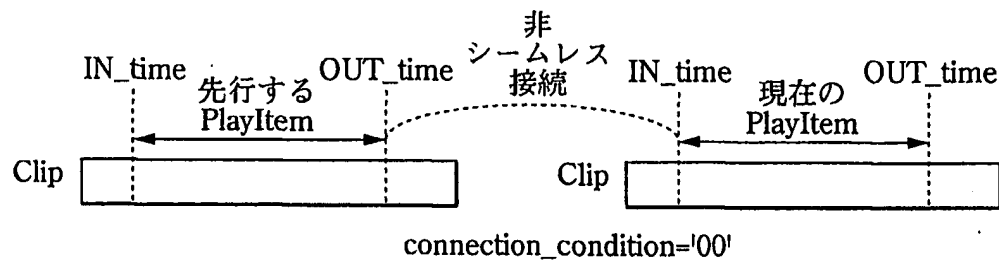 非
シームレス
接続
IN_time
OUT_time
IN_time
OUT_time
先行する
PlayItem
現在の
PlayItem
Clip
Clip
connection_condition='00'